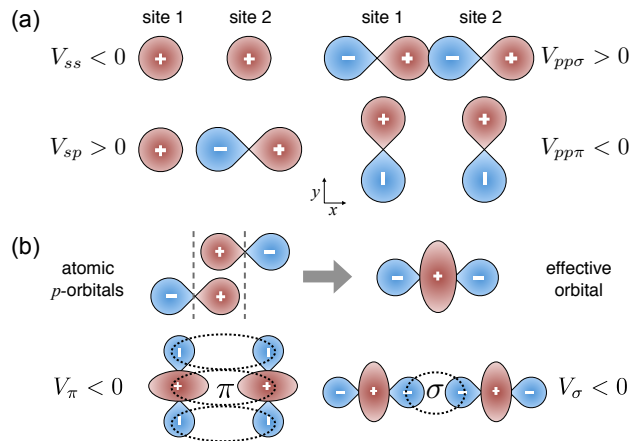 (a) site 1 site 2 site 1 site 2
V_ss < 0 + + - + - + V_ppσ > 0
V_sp > 0 + - + + + V_ppπ < 0
- -
y
x
(b)
+ -
atomic p-orbitals - + - + - effective orbital
- -
V_π < 0 + π + - + - σ - + - V_σ < 0
- -